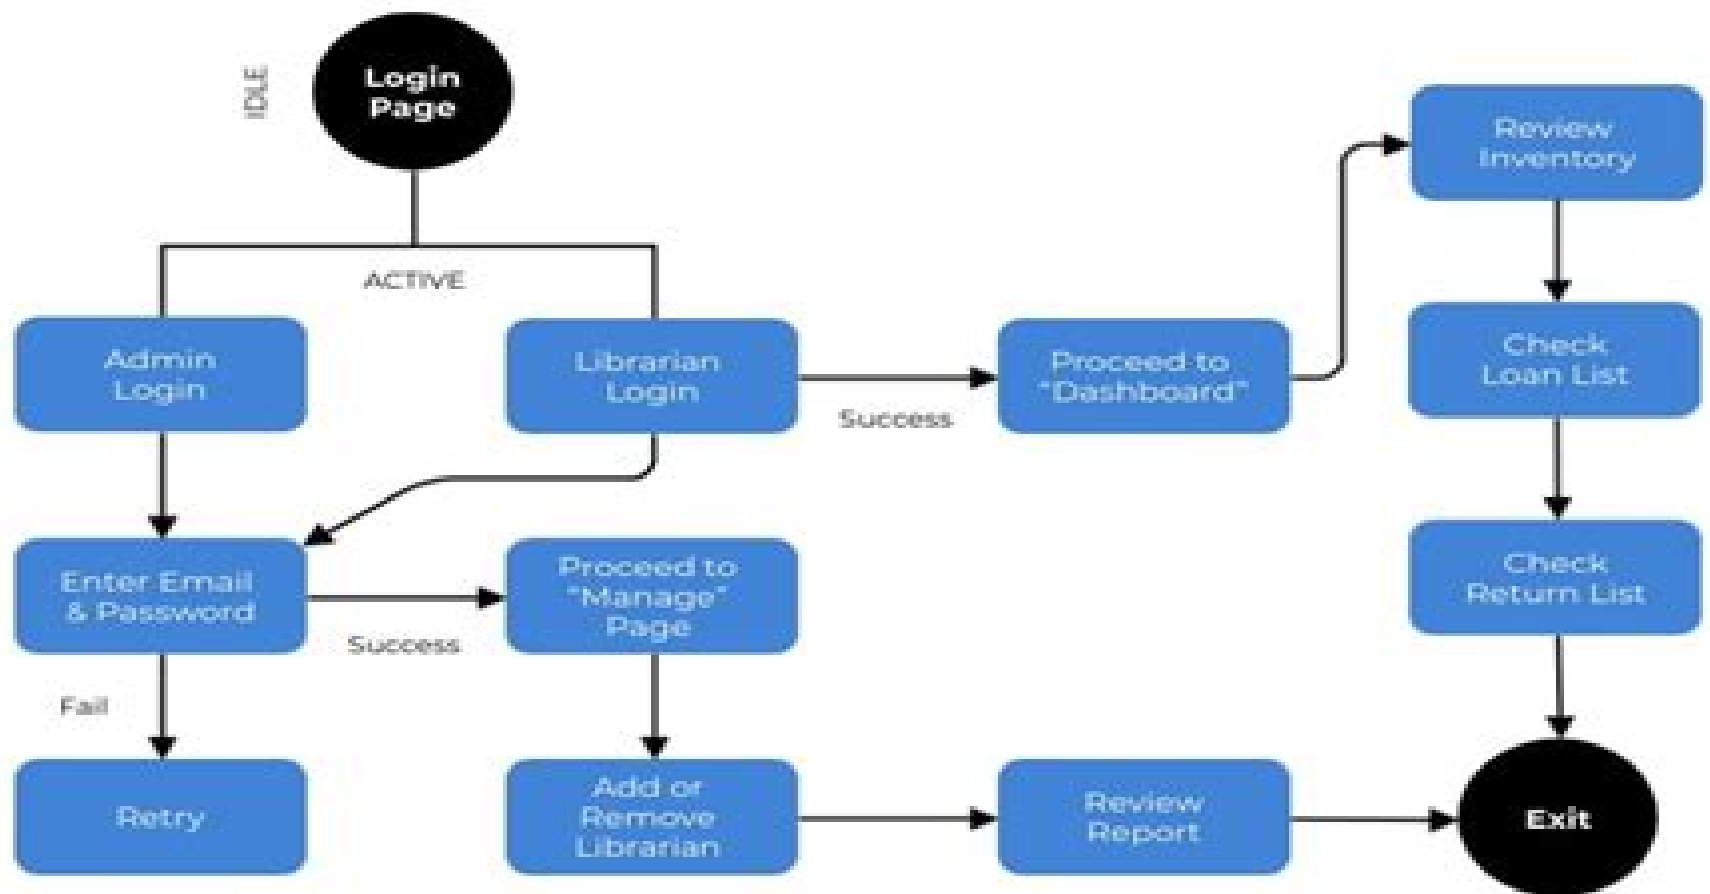 IDLE
Login
Page
ACTIVE
Admin
Login
Librarian
Login
Success
Proceed to
"Dashboard"
Review
Inventory
Check
Loan List
Check
Return List
Enter Email
& Password
Success
Proceed to
"Manage"
Page
Fail
Retry
Add or
Remove
Librarian
Review
Report
Exit